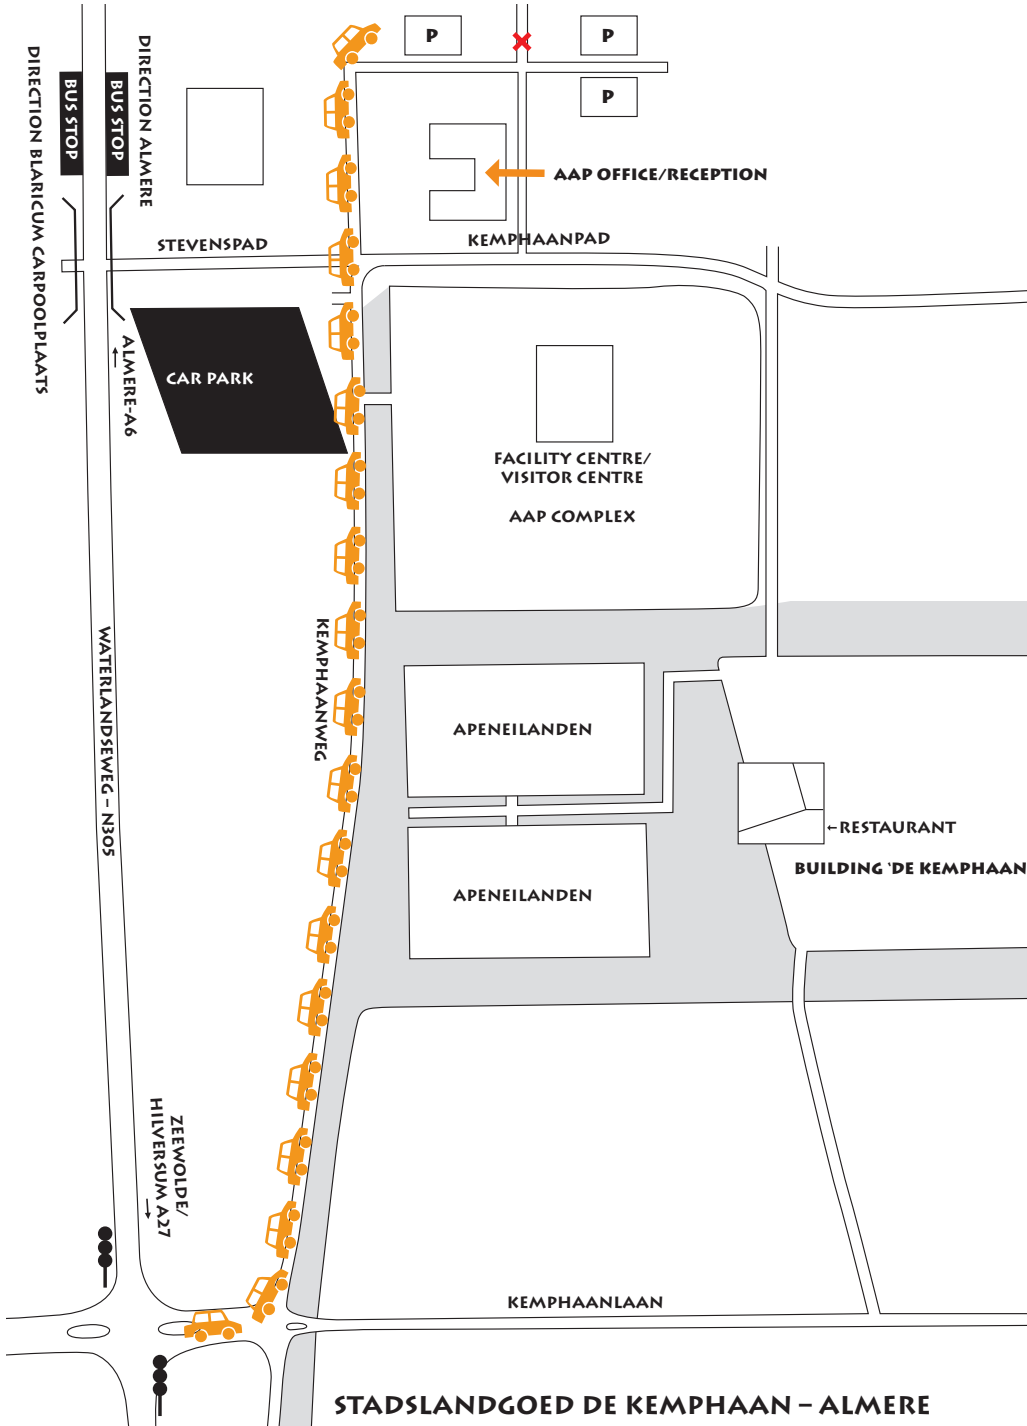 P
P
P
DIRECTION BLARICUM CARPOOLPLAATS
BUS STOP
BUS STOP
DIRECTION ALMERE
AAP OFFICE/RECEPTION
STEVENSPAD
KEMPHAANPAD
ALMERE-A6
CAR PARK
FACILITY CENTRE/
VISITOR CENTRE
AAP COMPLEX
WATERLANDSEWEG – N305
KEMPHAANWEG
APENEILANDEN
RESTAURANT
BUILDING 'DE KEMPHAAN
APENEILANDEN
ZEEWOLDE/
HILVERSUM A27
KEMPHAANLAAN
STADSLANDGOED DE KEMPHAAN – ALMERE